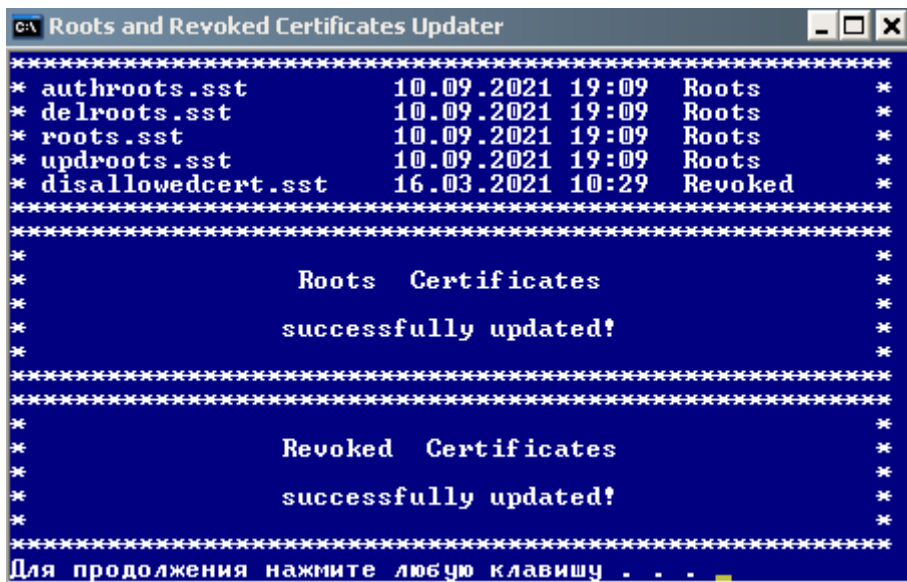 Roots and Revoked Certificates Updater
*******************************************************
* authroots.sst 10.09.2021 19:09 Roots *
* delroots.sst 10.09.2021 19:09 Roots *
* roots.sst 10.09.2021 19:09 Roots *
* updroots.sst 10.09.2021 19:09 Roots *
* disallowedcert.sst 16.03.2021 10:29 Revoked *
*******************************************************
*******************************************************
* *
* Roots Certificates *
* *
* successfully updated! *
* *
*******************************************************
*******************************************************
* *
* Revoked Certificates *
* *
* successfully updated! *
* *
*******************************************************
Для продолжения нажмите любую клавишу . . . _